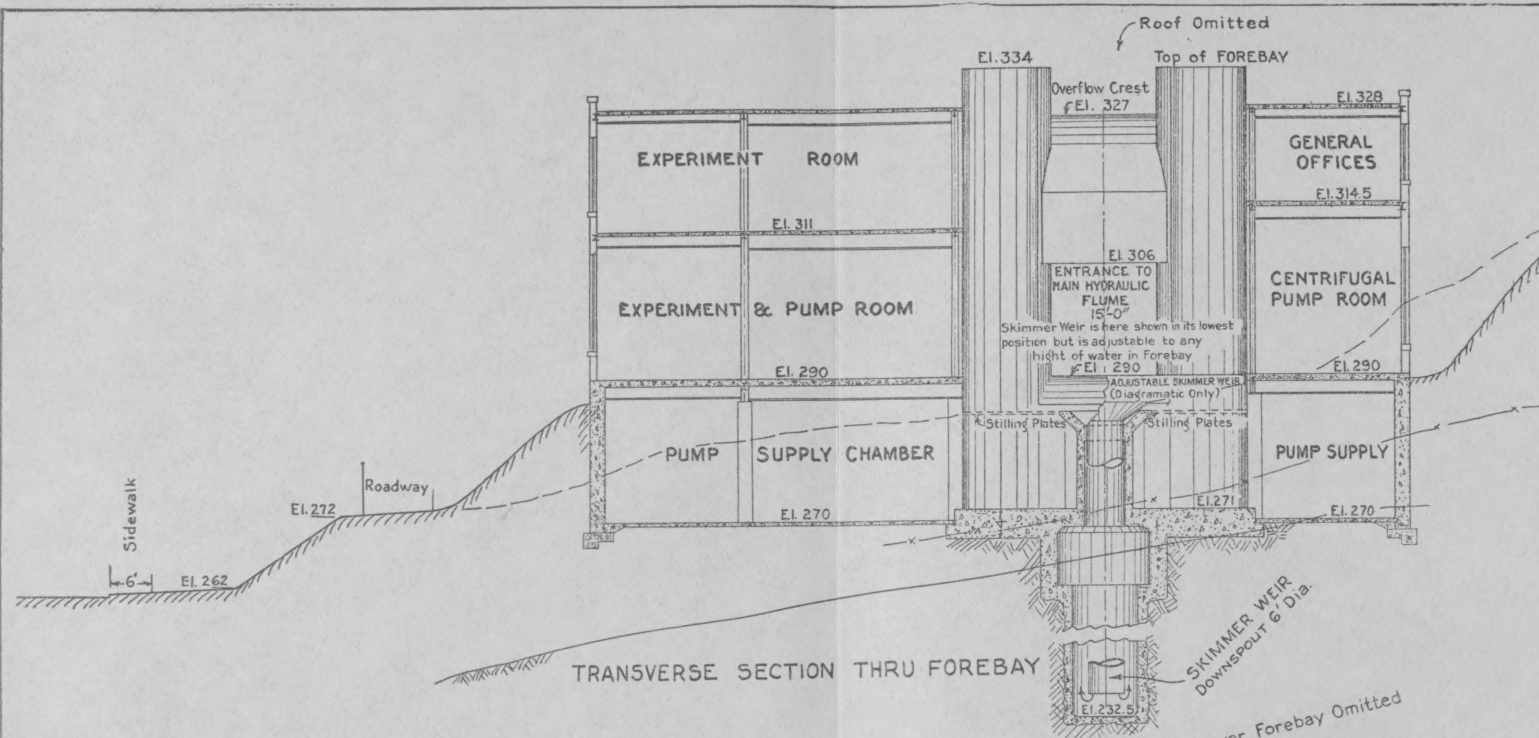 Roof Omitted
El. 334
Top of FOREBAY
Overflow Crest
El. 327
El. 328
EXPERIMENT ROOM
GENERAL
OFFICES
El. 314.5
El. 311
El. 306
ENTRANCE TO
MAIN HYDRAULIC
FLUME
15'-0"
CENTRIFUGAL
PUMP ROOM
EXPERIMENT & PUMP ROOM
Skimmer Weir is here shown in its lowest
position but is adjustable to any
hight of water in Forebay
El. 290
El. 290
El. 290
ADJUSTABLE SKIMMER WEIR
(Diagramatic Only)
Stilling Plates
Stilling Plates
PUMP SUPPLY CHAMBER
PUMP SUPPLY
Roadway
El. 272
El. 271
El. 270
El. 270
Sidewalk
6'
El. 262
SKIMMER WEIR
DOWNSPOUT 6' Dia.
TRANSVERSE SECTION THRU FOREBAY
El. 232.5
Forebay Omitted